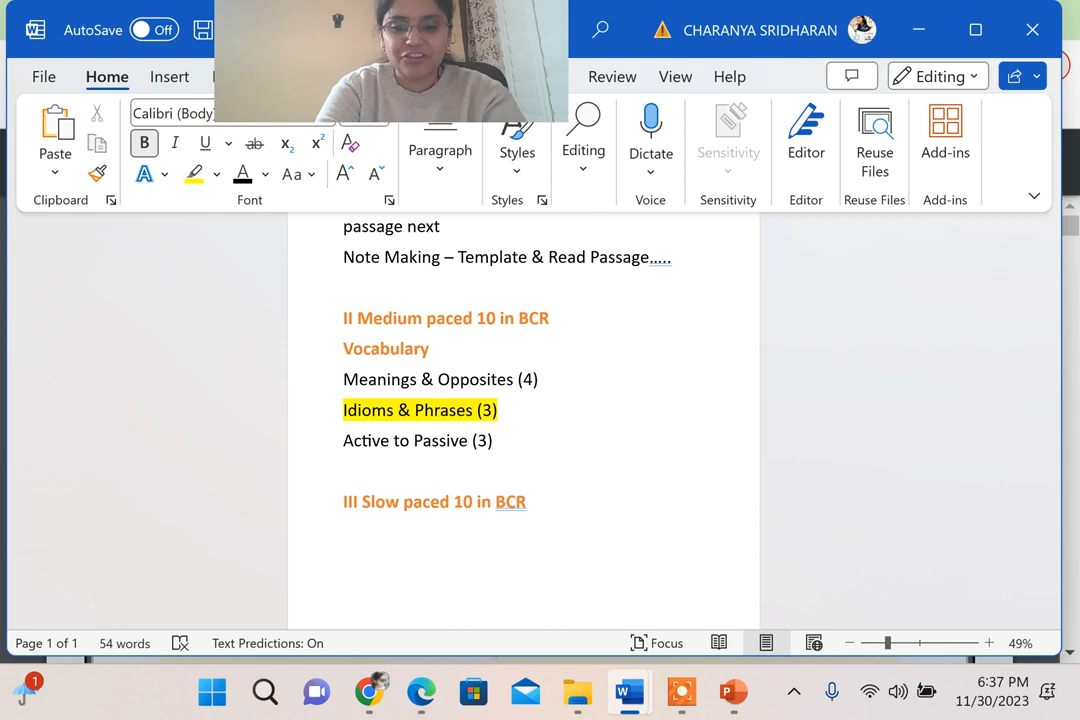 AutoSave Off
CHARANYA SRIDHARAN
File Home Insert Review View Help Editing
Calibri (Body)
Paste
Paragraph
Styles
Editing
Dictate
Sensitivity
Editor
Reuse Files
Add-ins
Clipboard Font Styles Voice Sensitivity Editor Reuse Files Add-ins
passage next
Note Making – Template & Read Passage.....
II Medium paced 10 in BCR
Vocabulary
Meanings & Opposites (4)
Idioms & Phrases (3)
Active to Passive (3)
III Slow paced 10 in BCR
Page 1 of 1 54 words Text Predictions: On Focus 49%
1
6:37 PM
11/30/2023